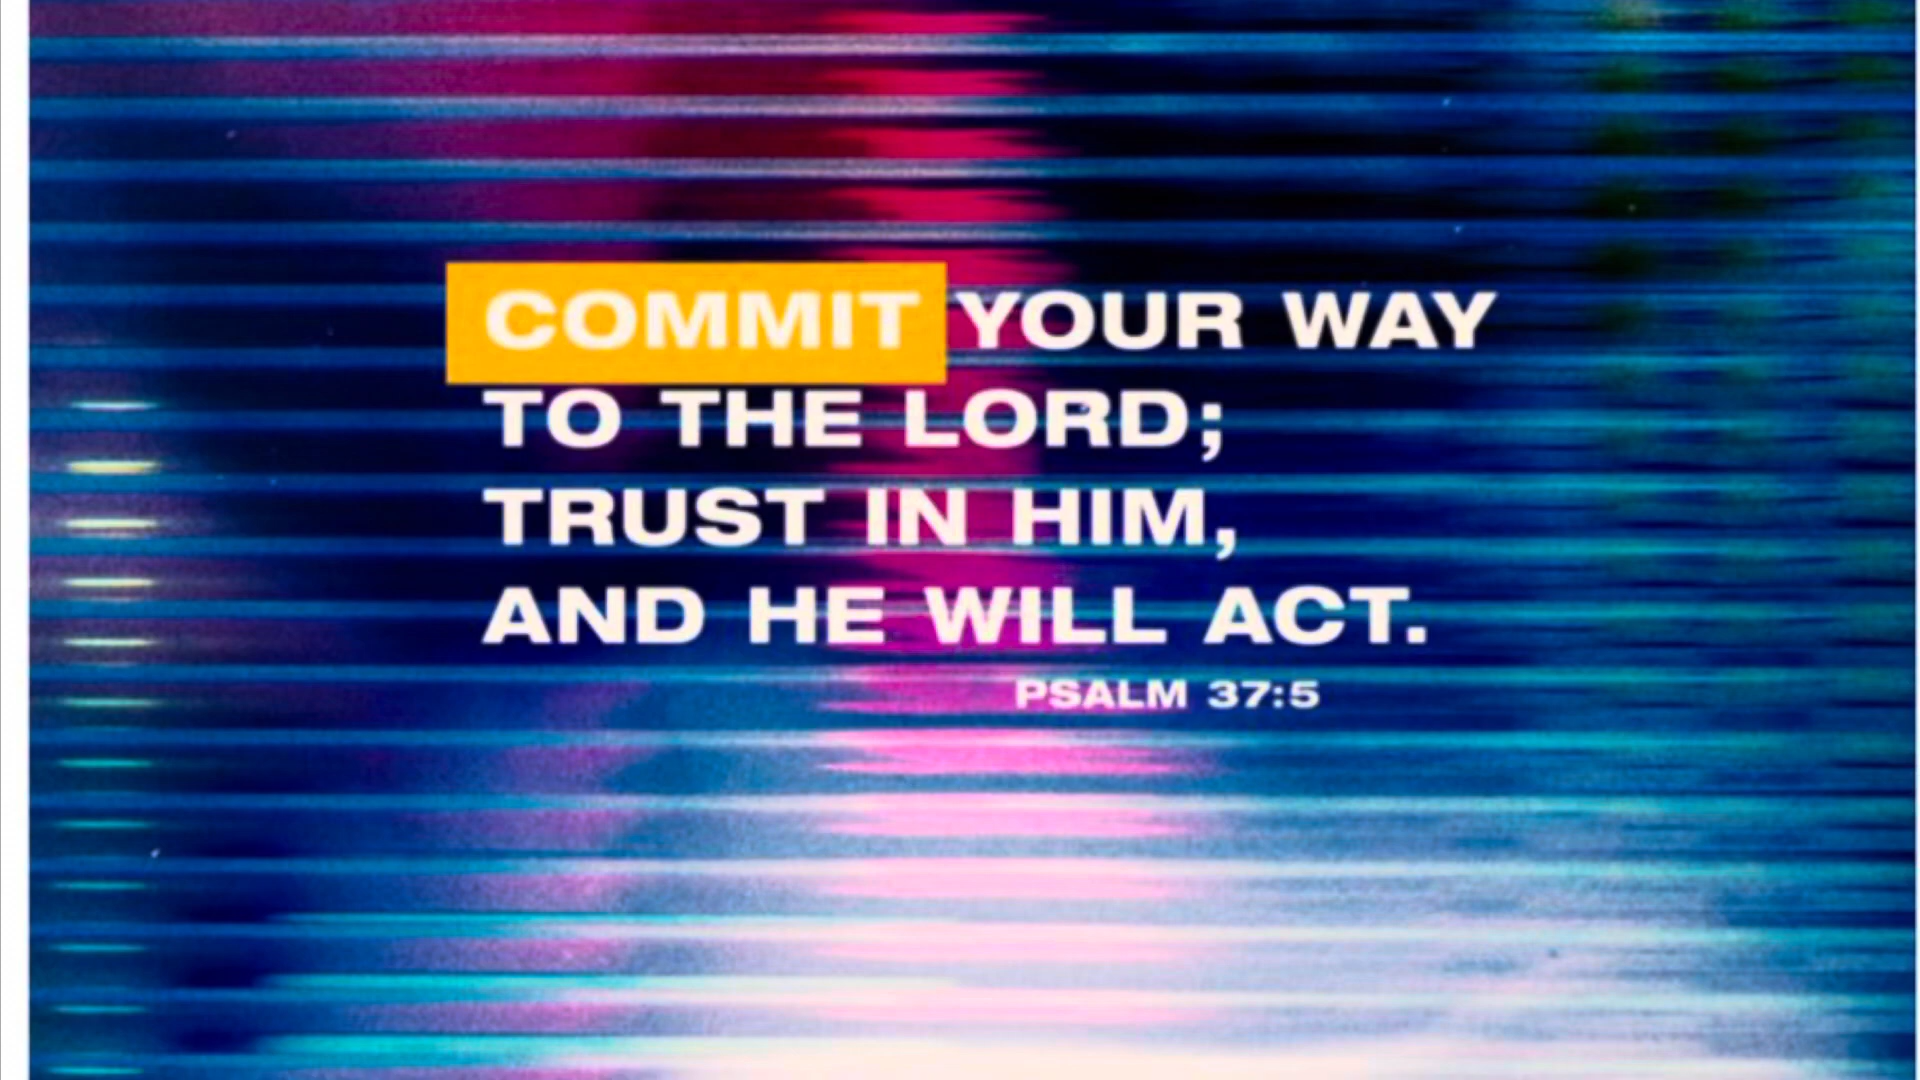 COMMIT YOUR WAY
TO THE LORD;
TRUST IN HIM,
AND HE WILL ACT.
PSALM 37:5